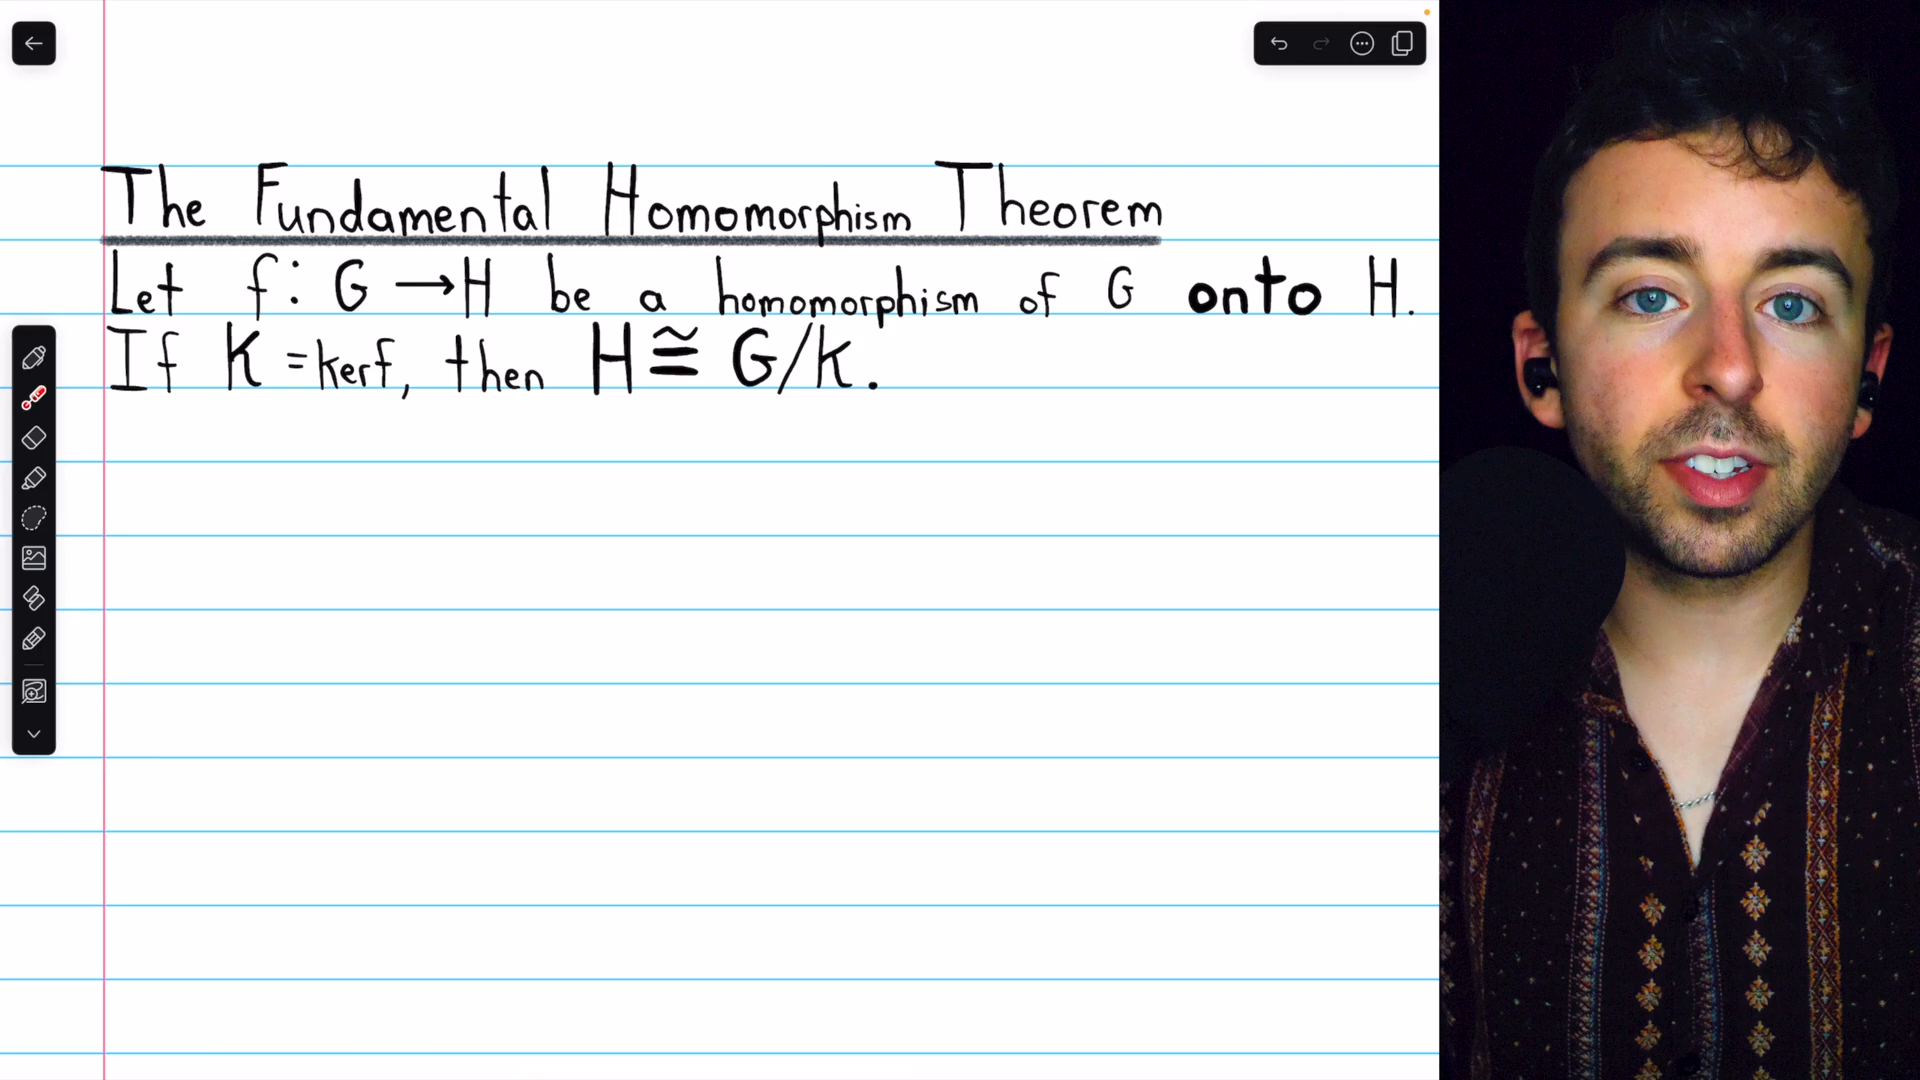 The Fundamental Homomorphism Theorem
Let f: G → H be a homomorphism of G onto H.
If K = kerf, then H ≅ G/K.